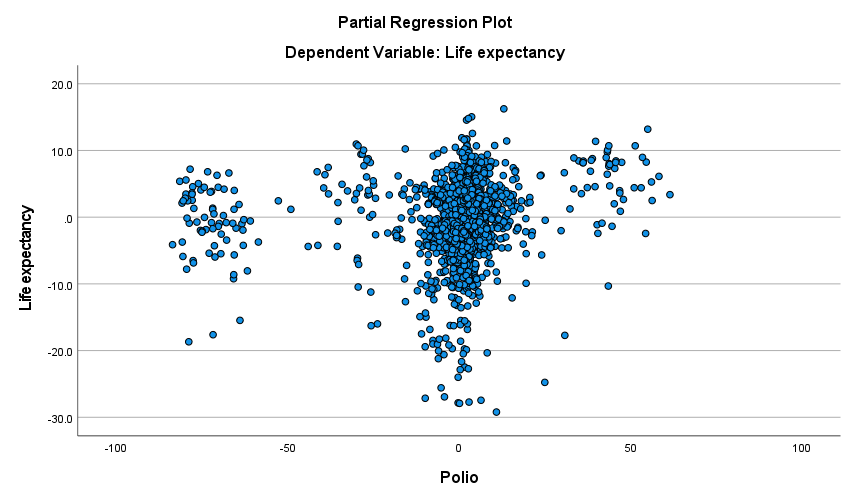 Partial Regression Plot
Dependent Variable: Life expectancy
20.0
10.0
.0
-10.0
-20.0
-30.0
Life expectancy
-100
-50
0
50
100
Polio